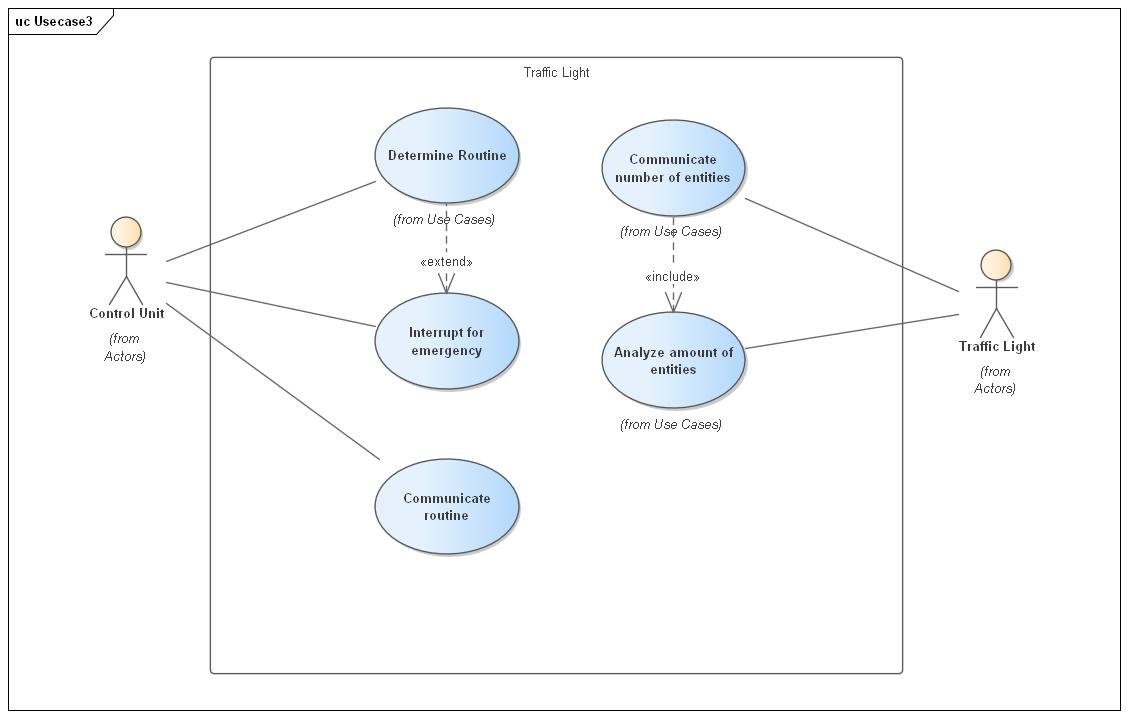 uc Usecase3
Traffic Light
Determine Routine
(from Use Cases)
«extend»
Interrupt for
emergency
Communicate
routine
Communicate
number of entities
(from Use Cases)
«include»
Analyze amount of
entities
(from Use Cases)
Control Unit
(from
Actors)
Traffic Light
(from
Actors)